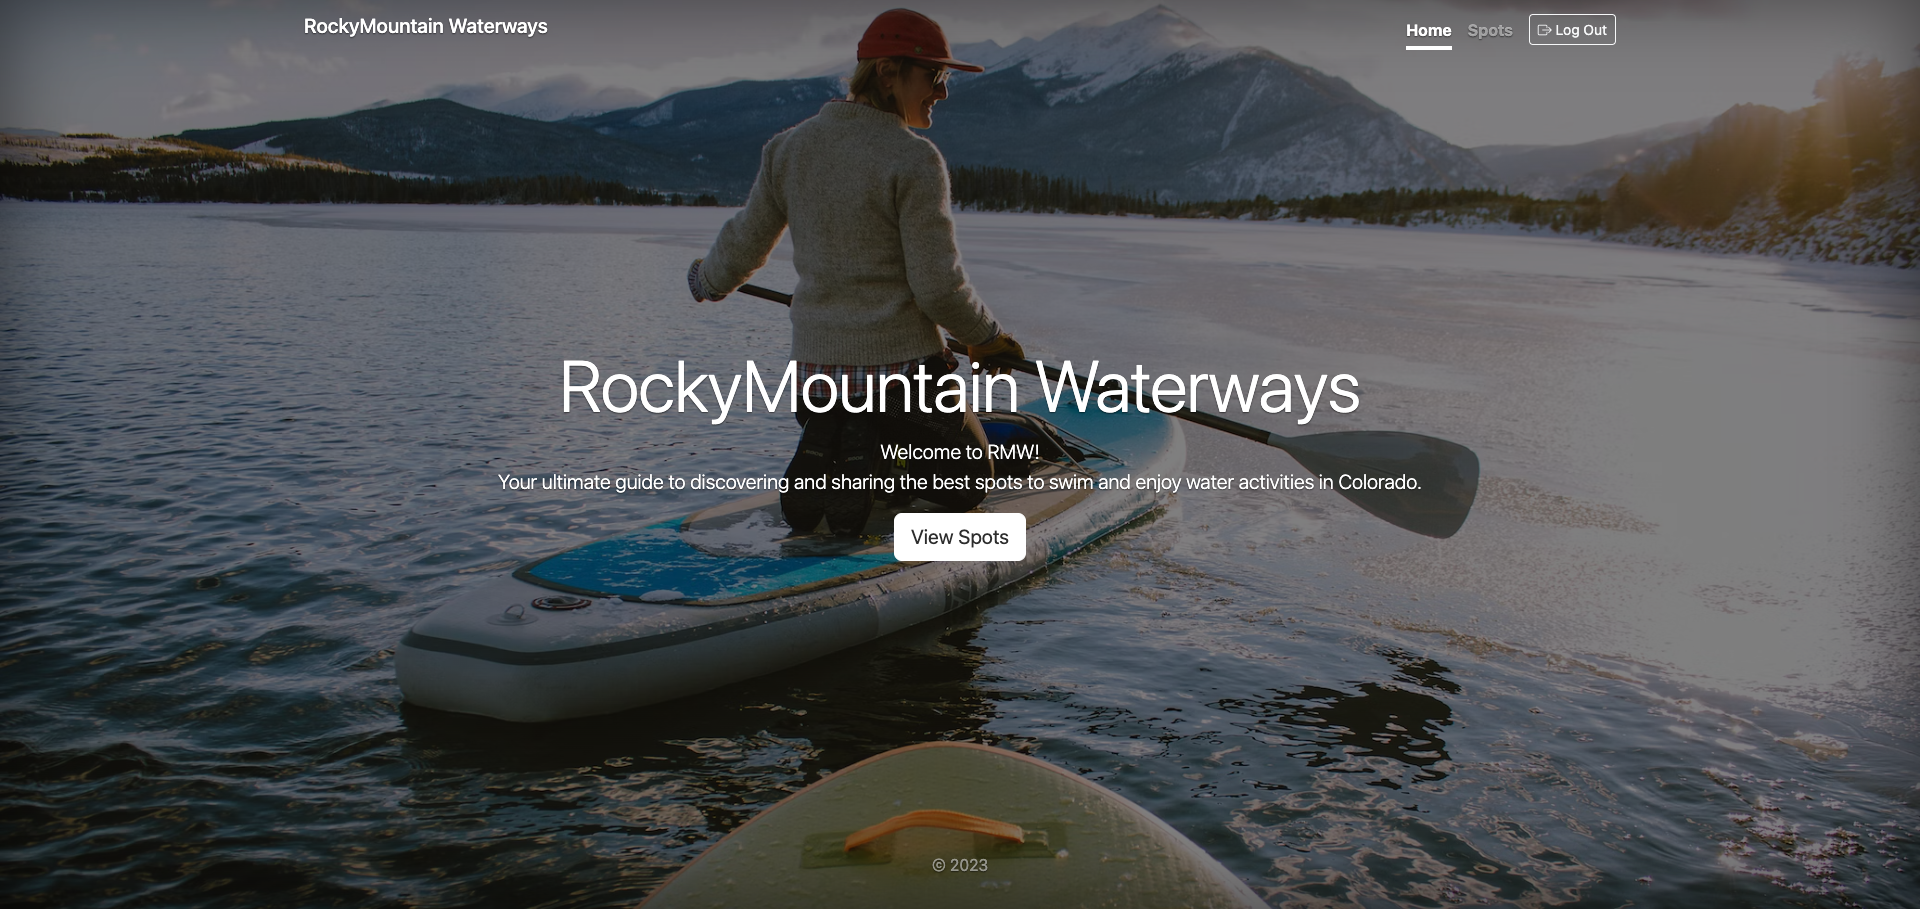 RockyMountain Waterways
Home Spots Log Out
RockyMountain Waterways
Welcome to RMW!
Your ultimate guide to discovering and sharing the best spots to swim and enjoy water activities in Colorado.
View Spots
© 2023